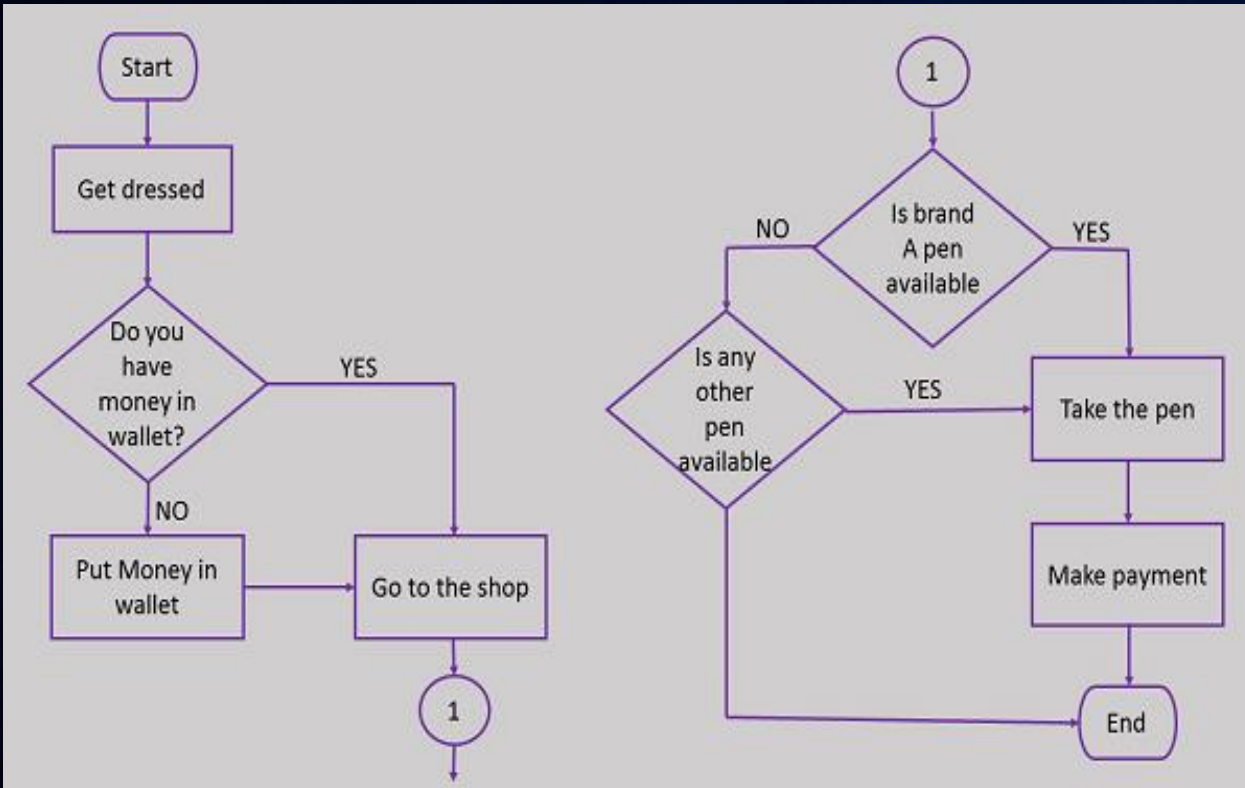 Start
Get dressed
Do you
have
money in
wallet?
YES
NO
Put Money in
wallet
Go to the shop
1
1
Is brand
A pen
available
NO
YES
Is any
other
pen
available
YES
Take the pen
Make payment
End